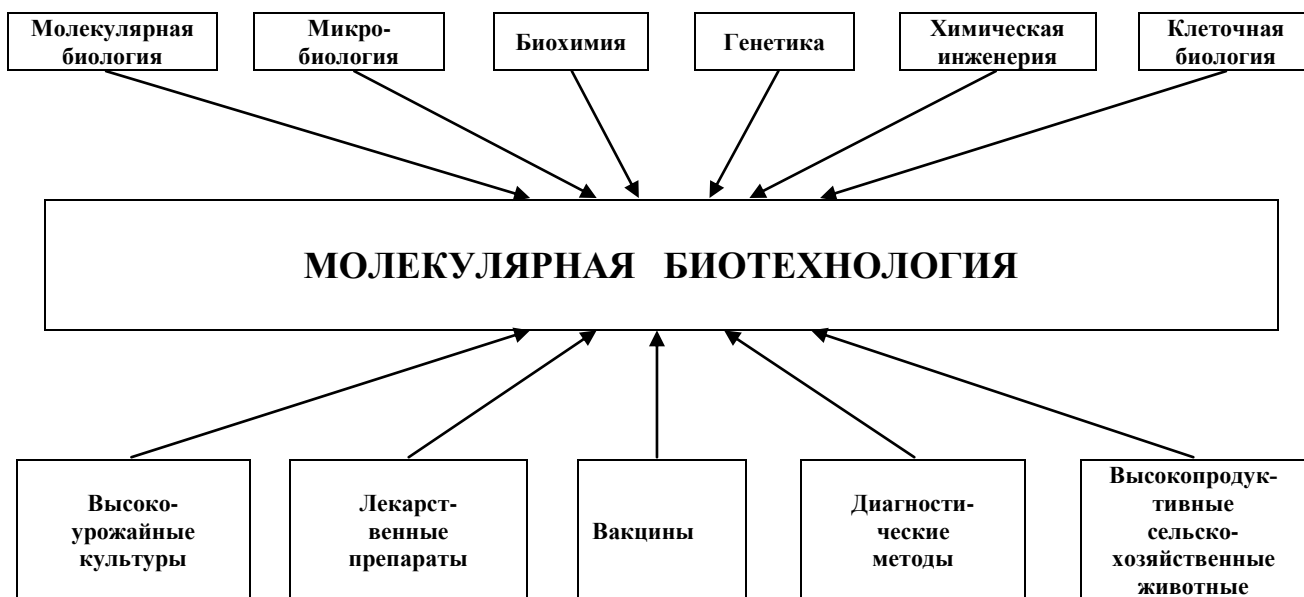 Молекулярная
биология
Микро-
биология
Биохимия
Генетика
Химическая
инженерия
Клеточная
биология
МОЛЕКУЛЯРНАЯ БИОТЕХНОЛОГИЯ
Высоко-
урожайные
культуры
Лекарст-
венные
препараты
Вакцины
Диагности-
ческие
методы
Высокопродук-
тивные
сельско-
хозяйственные
животные